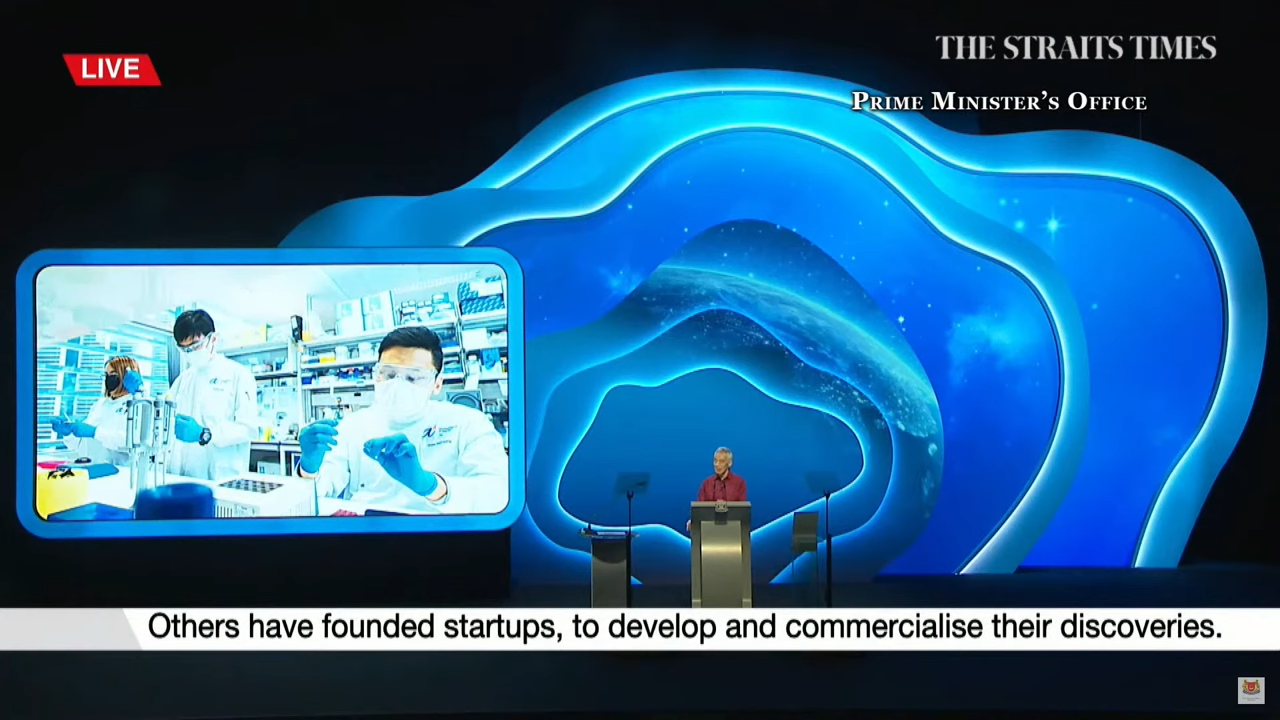 LIVE
THE STRAITS TIMES
PRIME MINISTER'S OFFICE
Others have founded startups, to develop and commercialise their discoveries.